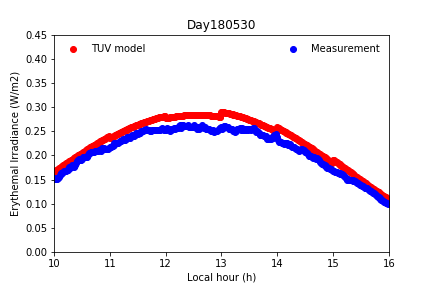 Day180530
TUV model
Measurement
Erythemal Irradiance (W/m2)
0.45
0.40
0.35
0.30
0.25
0.20
0.15
0.10
0.05
0.00
10 11 12 13 14 15 16
Local hour (h)